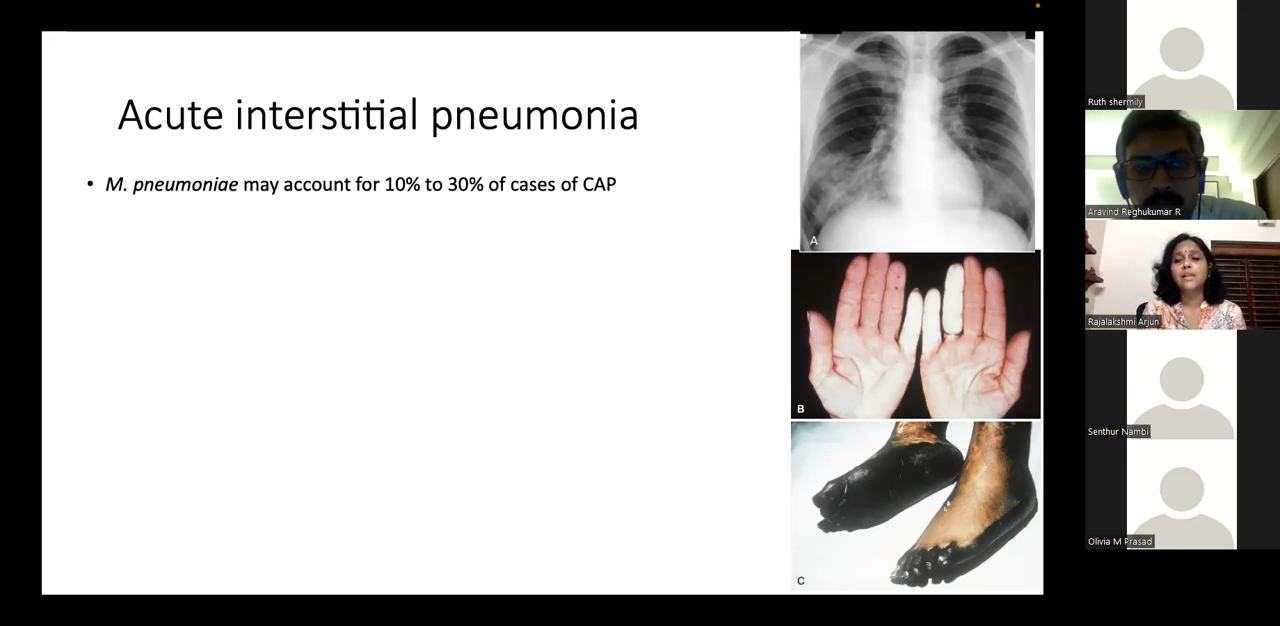 Acute interstitial pneumonia
• M. pneumoniae may account for 10% to 30% of cases of CAP
A
B
C
Ruth shermily
Aravind Reghukumar R
Rajalakshmi Arjun
Senthur Nambi
Olivia M Prasad